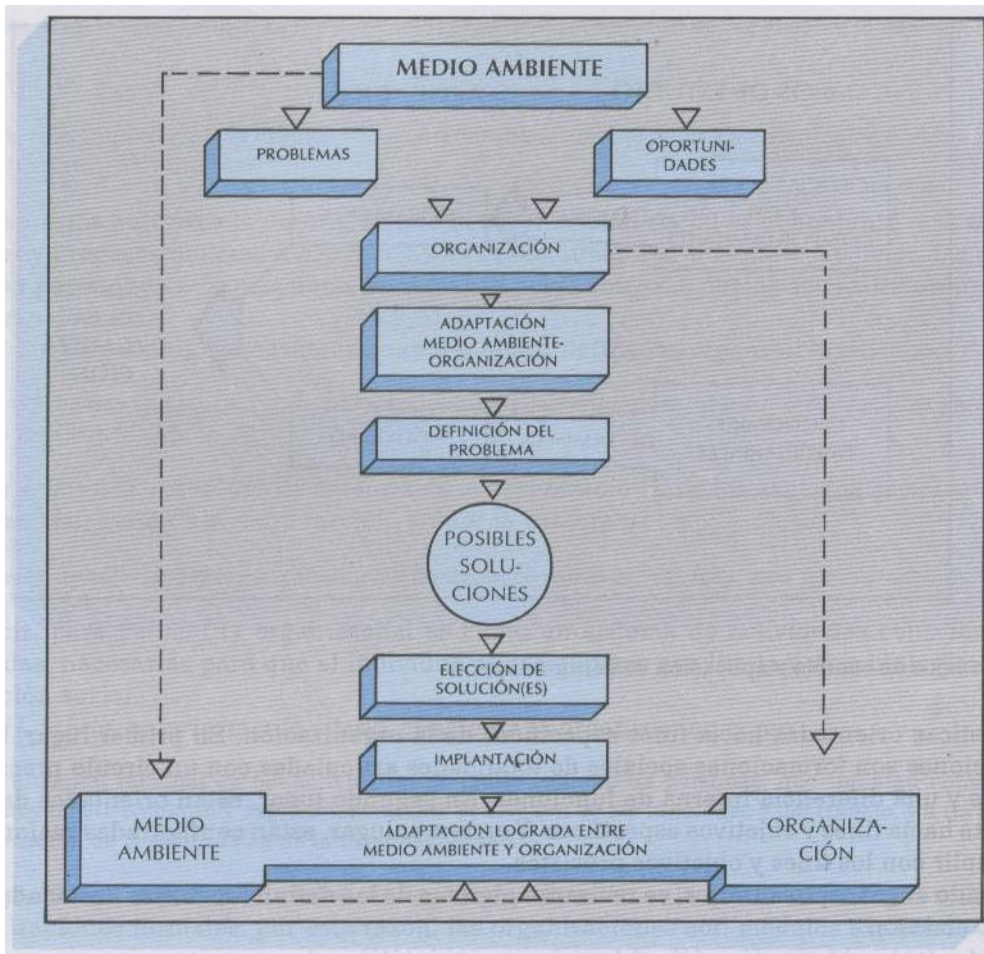 MEDIO AMBIENTE
PROBLEMAS
OPORTUNI-
DADES
ORGANIZACIÓN
ADAPTACIÓN
MEDIO AMBIENTE-
ORGANIZACIÓN
DEFINICIÓN DEL
PROBLEMA
POSIBLES
SOLU-
CIONES
ELECCIÓN DE
SOLUCIÓN(ES)
IMPLANTACIÓN
MEDIO
AMBIENTE
ADAPTACIÓN LOGRADA ENTRE
MEDIO AMBIENTE Y ORGANIZACIÓN
ORGANIZA-
CIÓN